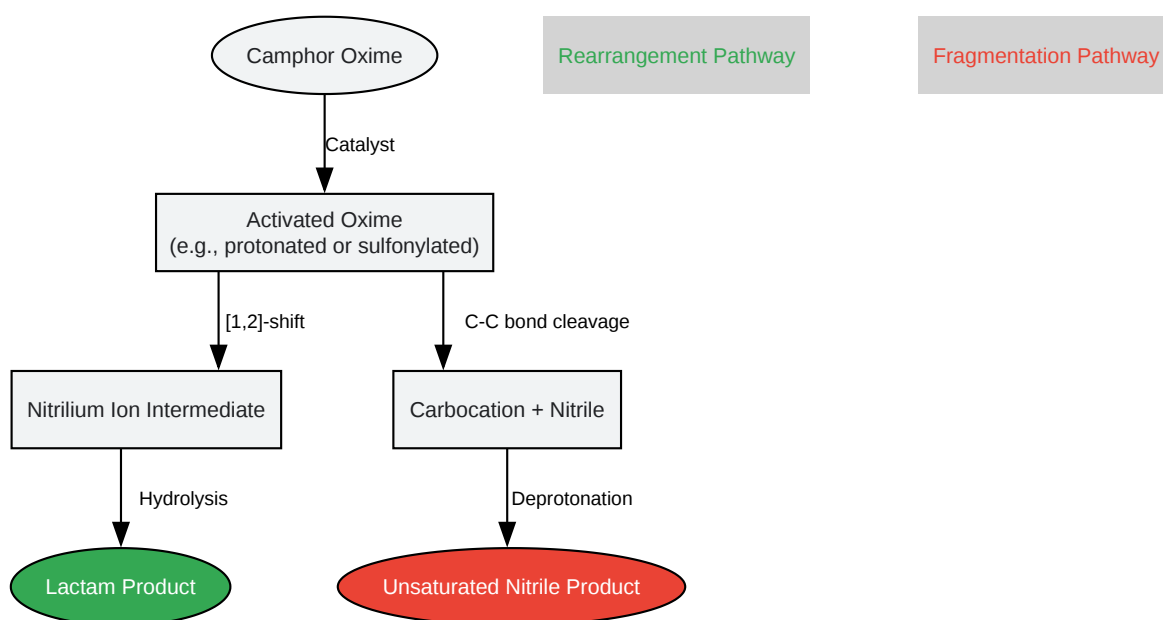 Camphor Oxime
Rearrangement Pathway
Fragmentation Pathway
Catalyst
Activated Oxime
(e.g., protonated or sulfonylated)
[1,2]-shift
C-C bond cleavage
Nitrilium Ion Intermediate
Carbocation + Nitrile
Hydrolysis
Deprotonation
Lactam Product
Unsaturated Nitrile Product